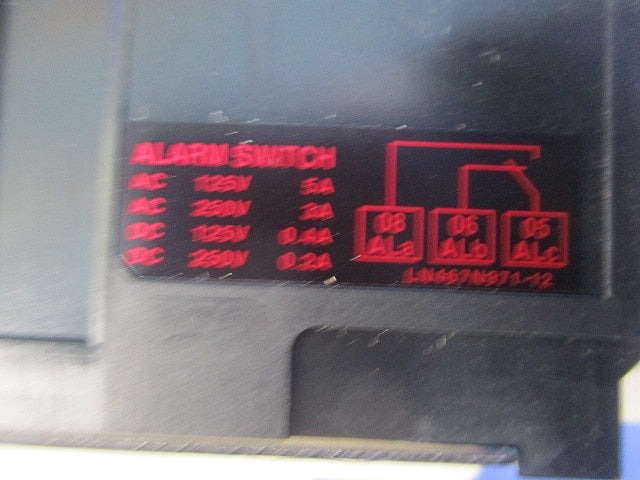 ALARM SWITCH
AC 125V 5A
AC 250V 3A
DC 125V 0.4A
DC 250V 0.2A
08 06 05
ALa ALb ALc